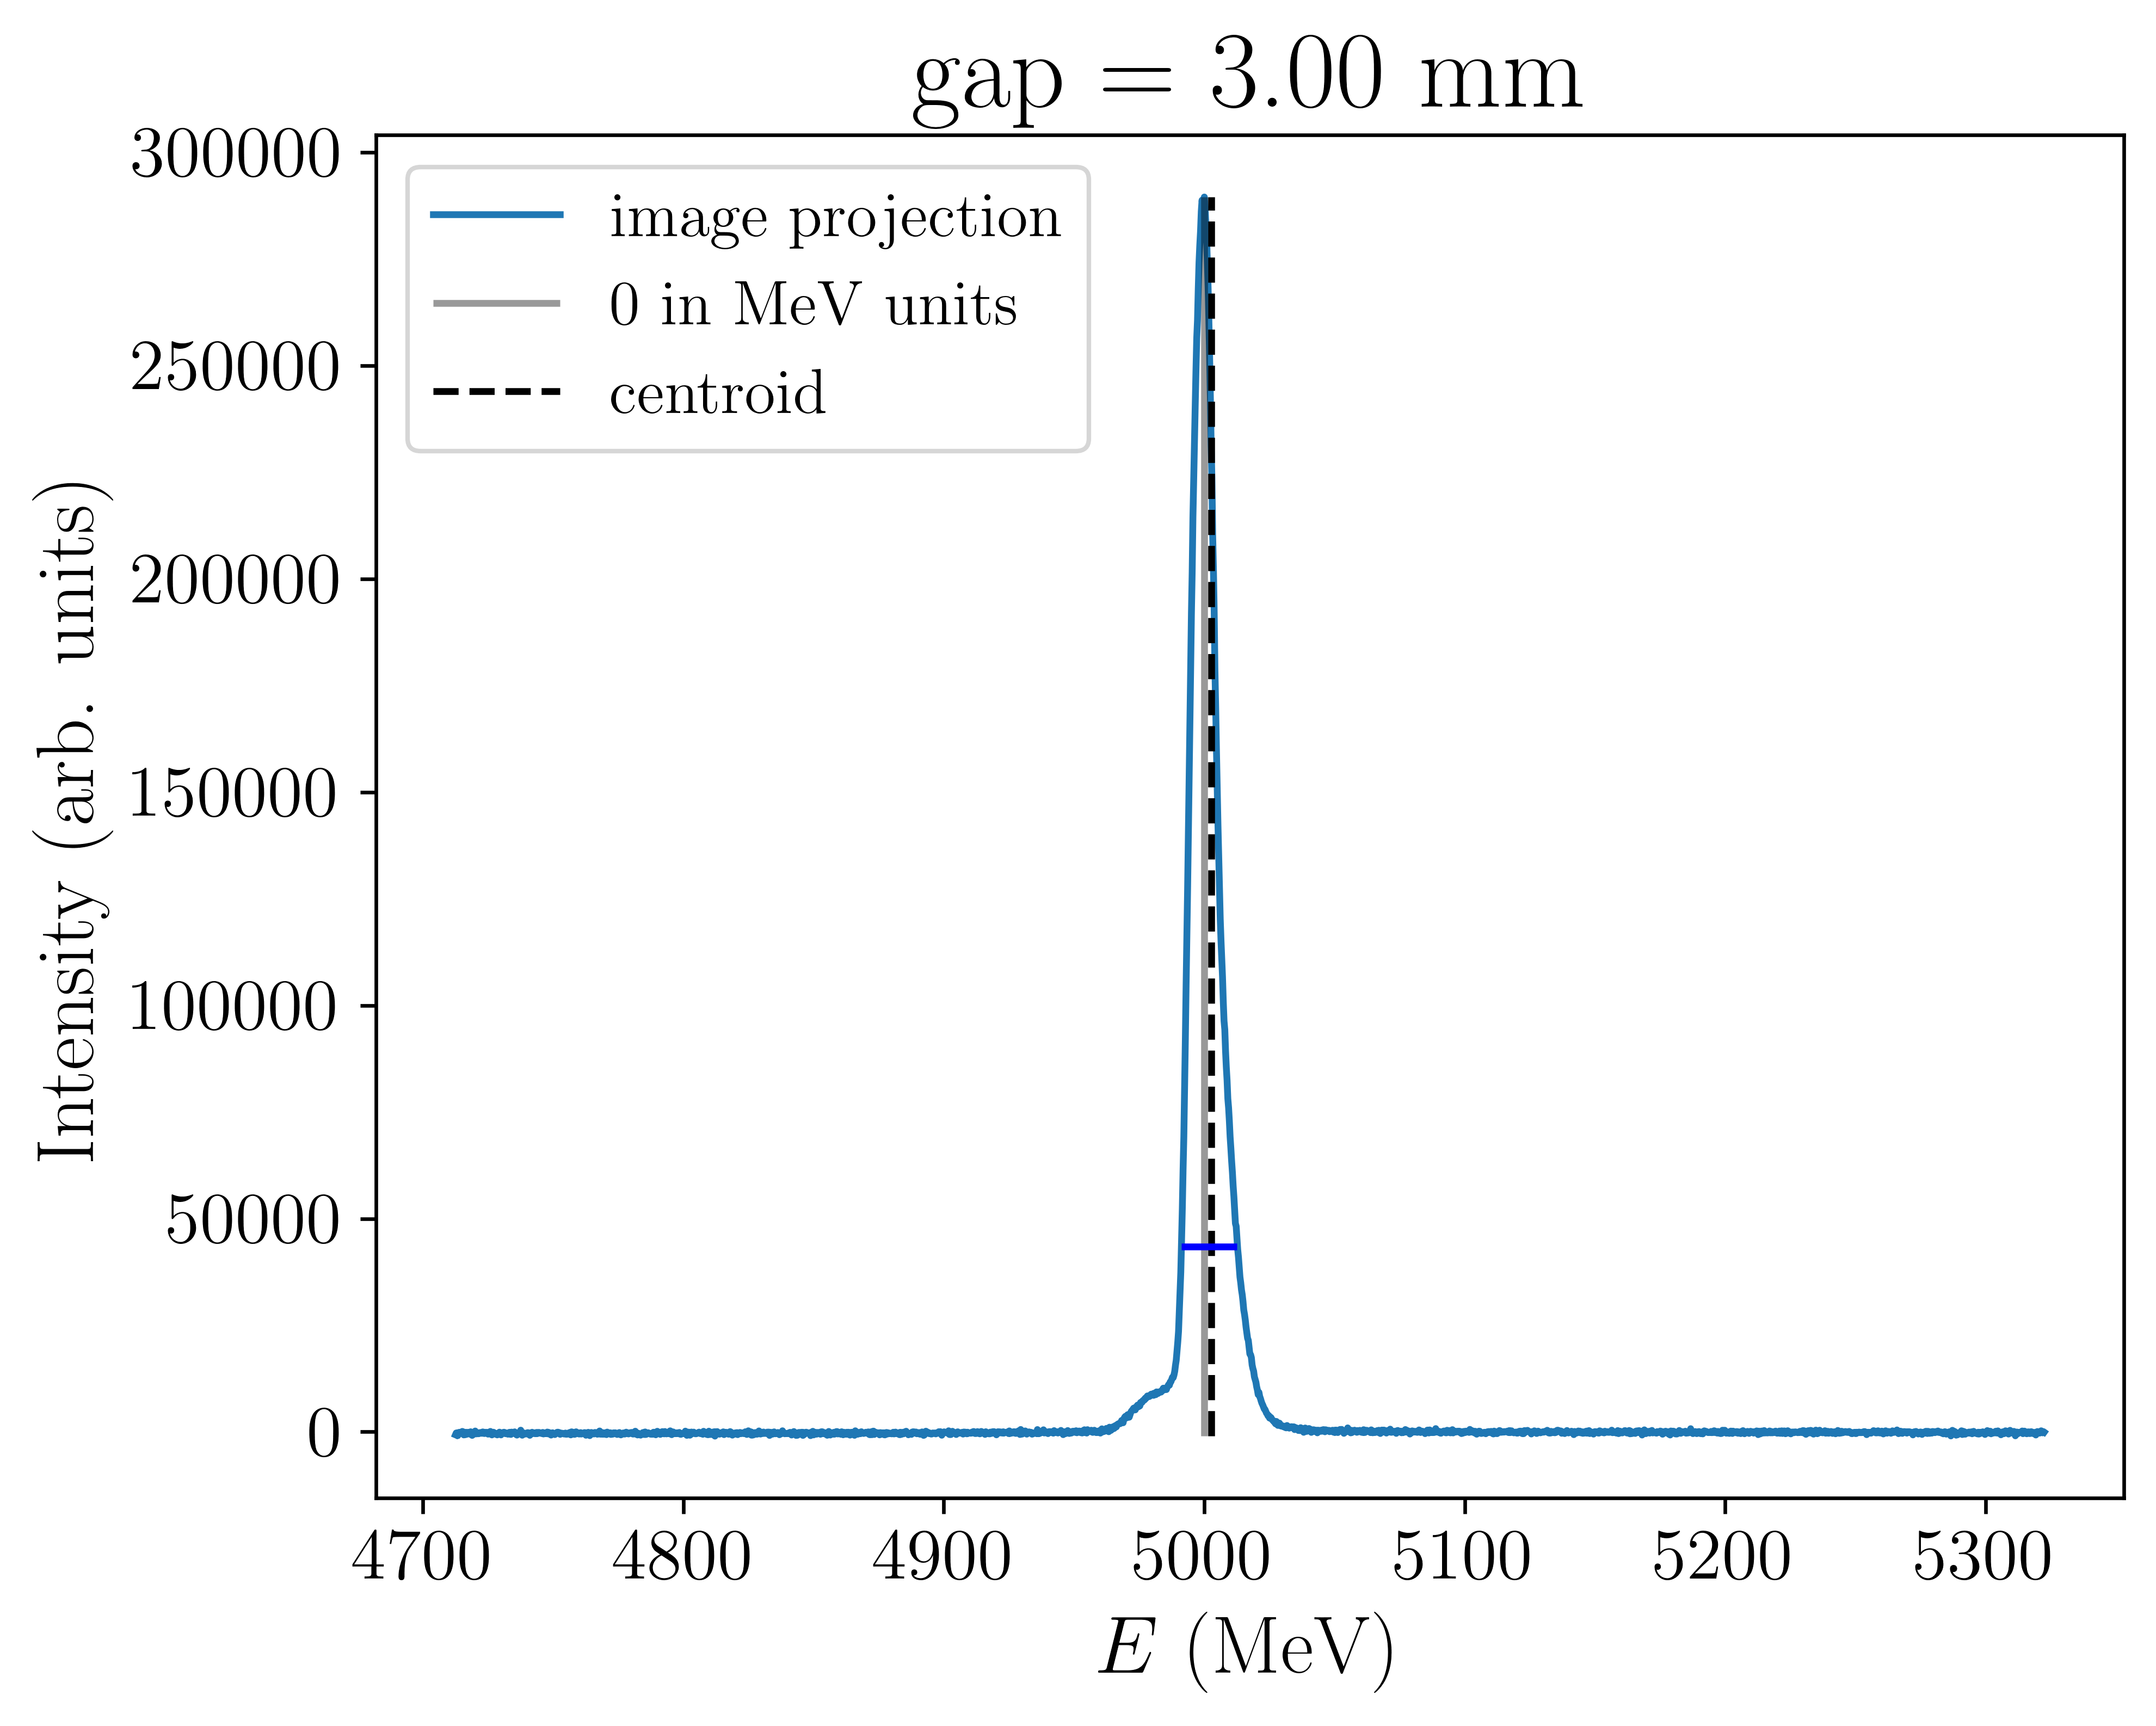 gap = 3.00 mm
300000
250000
200000
150000
100000
50000
0
Intensity (arb. units)
image projection
0 in MeV units
centroid
4700 4800 4900 5000 5100 5200 5300
E (MeV)